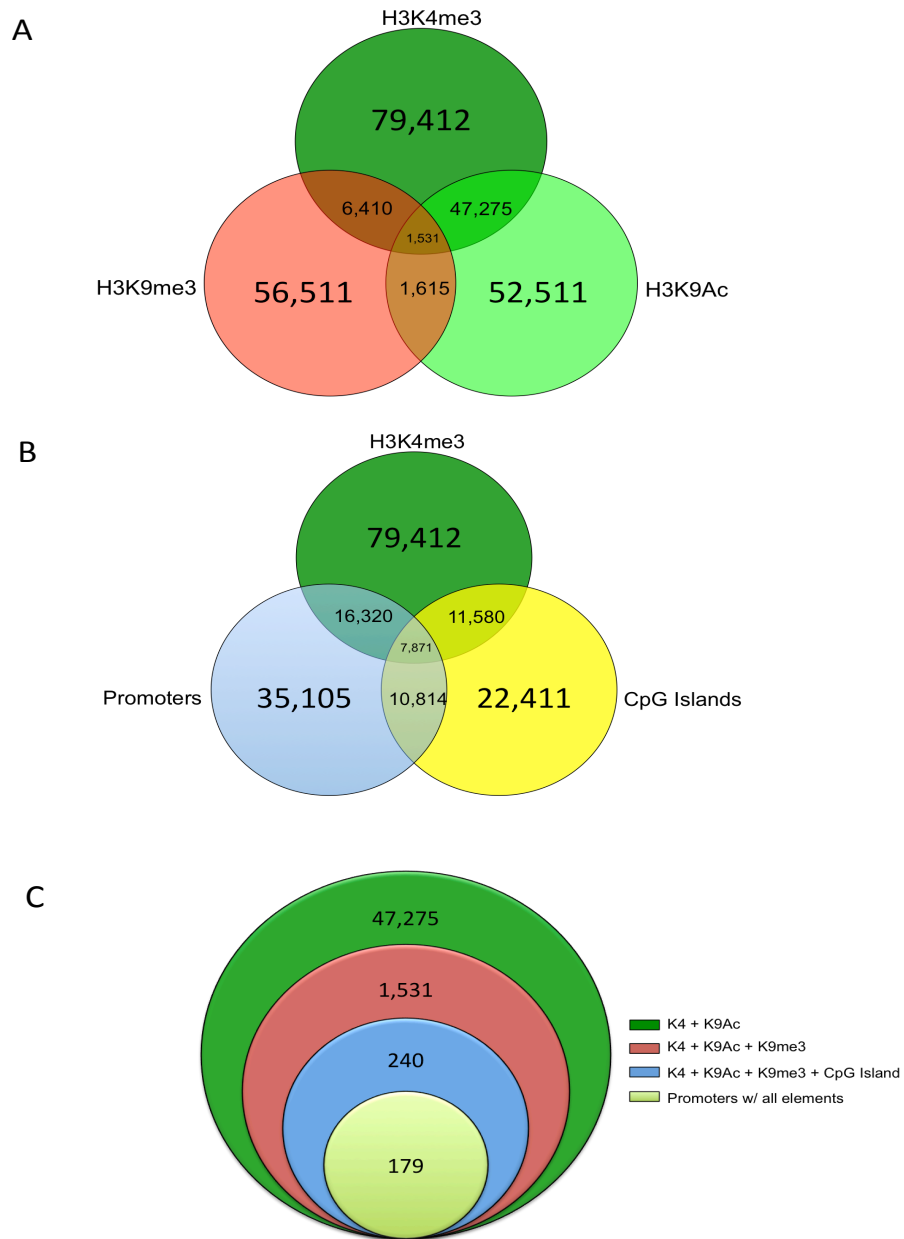 A
H3K4me3
79,412
6,410
47,275
1,531
H3K9me3
56,511
1,615
52,511
H3K9Ac
B
H3K4me3
79,412
16,320
11,580
7,871
Promoters
35,105
10,814
22,411
CpG Islands
C
47,275
1,531
240
179
K4 + K9Ac
K4 + K9Ac + K9me3
K4 + K9Ac + K9me3 + CpG Island
Promoters w/ all elements